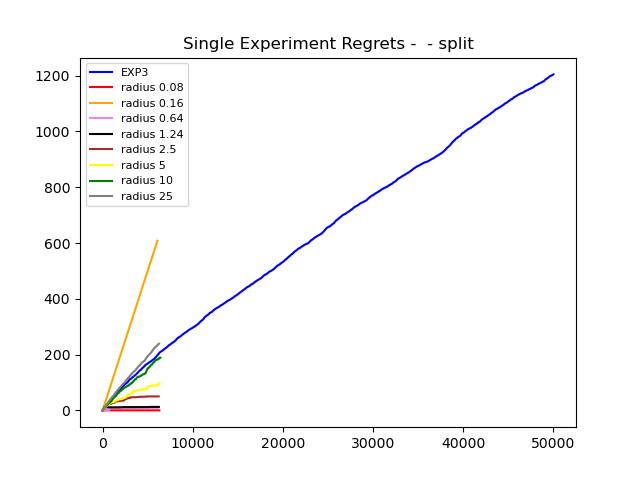 Single Experiment Regrets -  - split
EXP3
radius 0.08
radius 0.16
radius 0.64
radius 1.24
radius 2.5
radius 5
radius 10
radius 25
1200
1000
800
600
400
200
0
0 10000 20000 30000 40000 50000